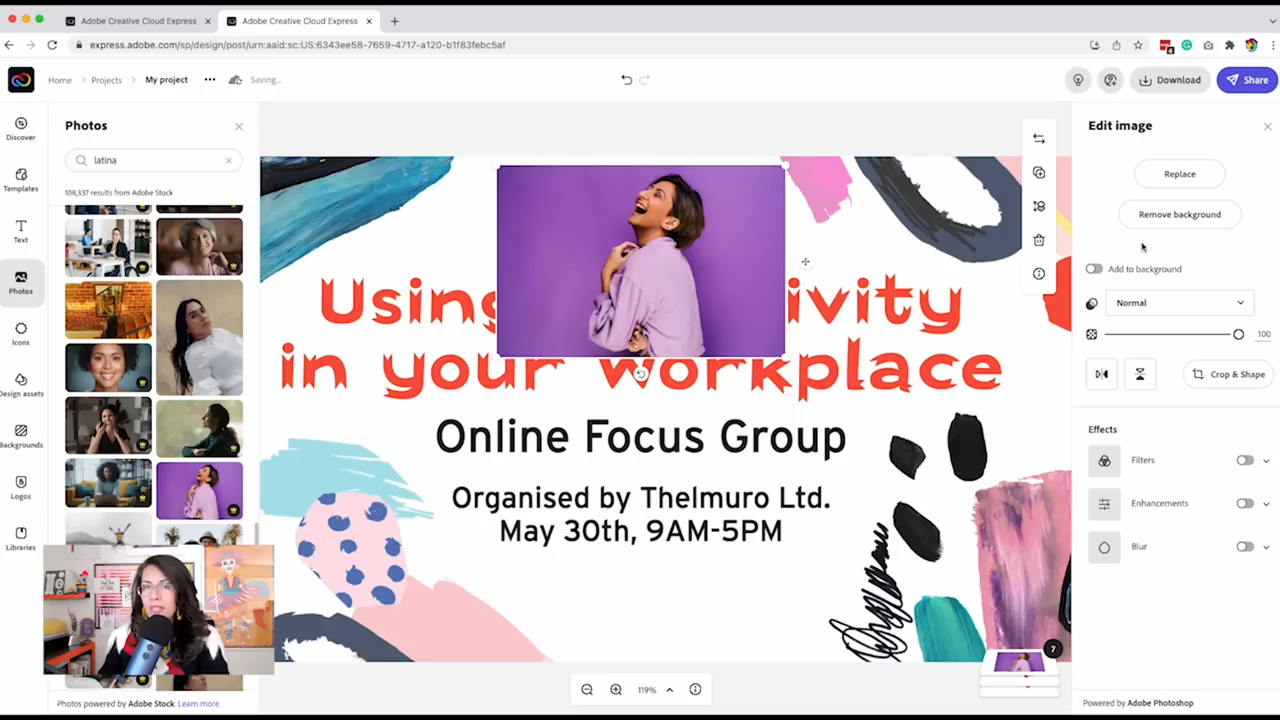 Adobe Creative Cloud Express
Adobe Creative Cloud Express
express.adobe.com/sp/design/post/urn:aaid:sc:US:6343ee58-7659-4717-a120-b1f83febc5af
Home
Projects
My project
Saving...
Download
Share
Discover
Templates
Text
Photos
Icons
Design assets
Backgrounds
Logos
Libraries
Photos
latina
108,337 results from Adobe Stock
Photos powered by Adobe Stock. Learn more
Using ivity
in your workplace
Online Focus Group
Organised by Thelmuro Ltd.
May 30th, 9AM-5PM
119%
7
Edit image
Replace
Remove background
Add to background
Normal
100
Crop & Shape
Effects
Filters
Enhancements
Blur
Powered by Adobe Photoshop